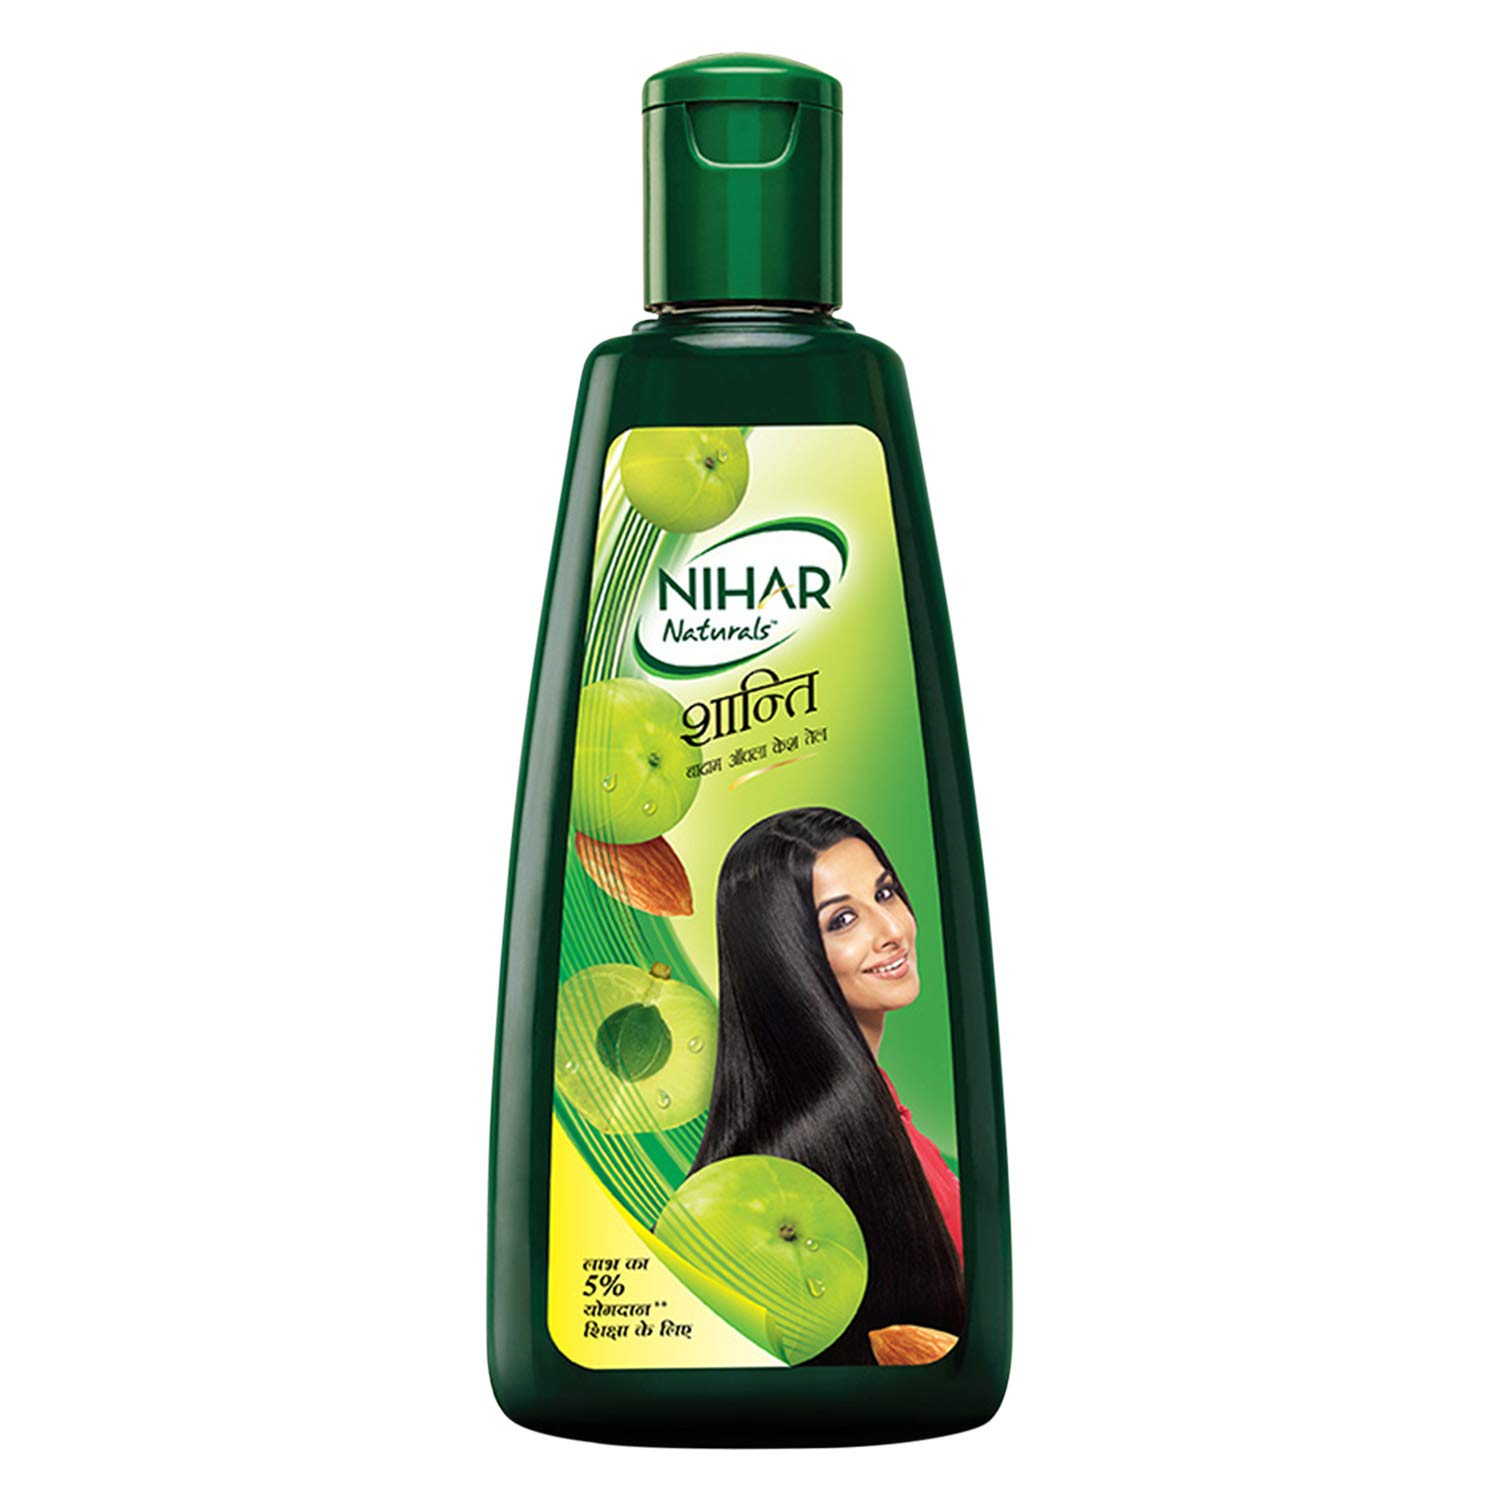 NIHAR
Naturals™
शान्ति
बादाम आँवला केश तेल
लाभ का
5%
योगदान**
शिक्षा के लिए